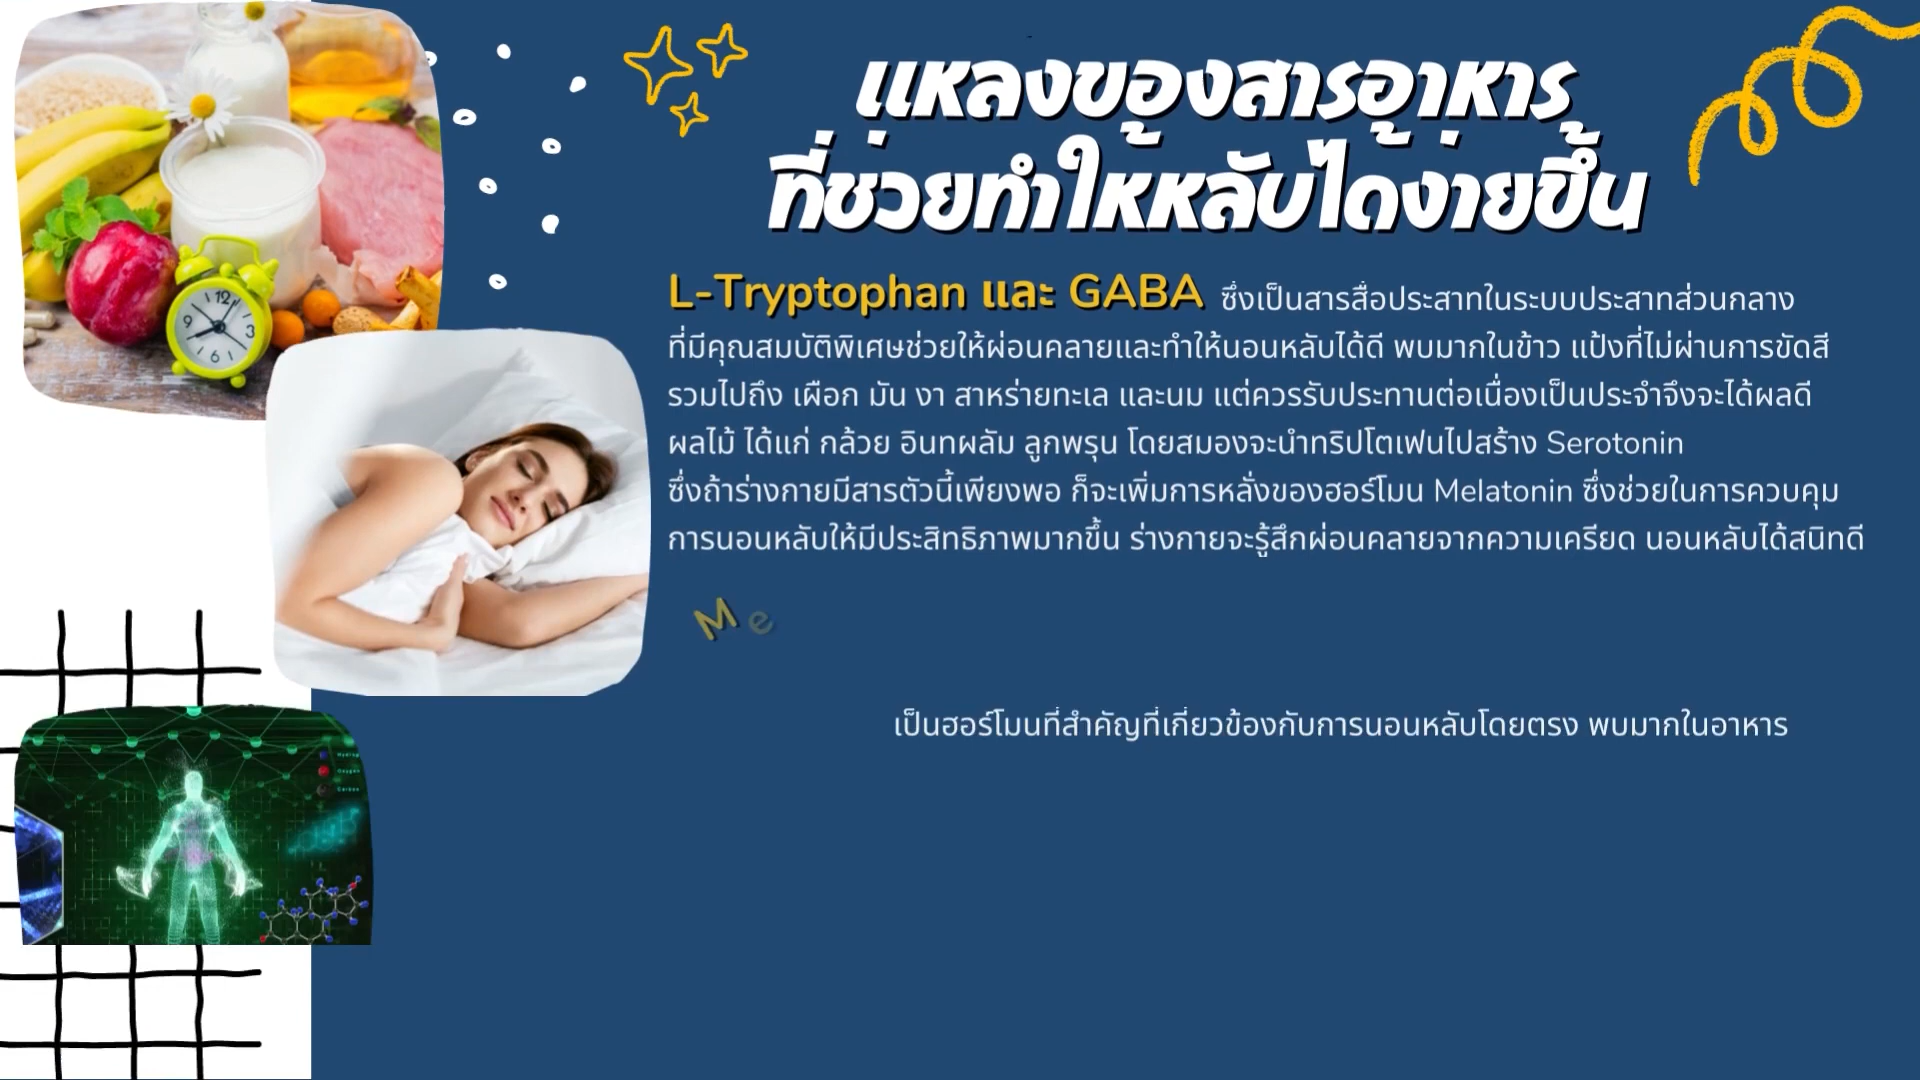 แหล่งของสารอาหาร
ที่ช่วยทำให้หลับได้ง่ายขึ้น
L-Tryptophan และ GABA ซึ่งเป็นสารสื่อประสาทในระบบประสาทส่วนกลาง
ที่มีคุณสมบัติพิเศษช่วยให้ผ่อนคลายและทำให้นอนหลับได้ดี พบมากในข้าว แป้งที่ไม่ผ่านการขัดสี
รวมไปถึง เผือก มัน งา สาหร่ายทะเล และนม แต่ควรรับประทานต่อเนื่องเป็นประจำจึงจะได้ผลดี
ผลไม้ ได้แก่ กล้วย อินทผลัม ลูกพรุน โดยสมองจะนำทริปโตเฟนไปสร้าง Serotonin
ซึ่งถ้าร่างกายมีสารตัวนี้เพียงพอ ก็จะเพิ่มการหลั่งของฮอร์โมน Melatonin ซึ่งช่วยในการควบคุม
การนอนหลับให้มีประสิทธิภาพมากขึ้น ร่างกายจะรู้สึกผ่อนคลายจากความเครียด นอนหลับได้สนิทดี
Me
เป็นฮอร์โมนที่สำคัญที่เกี่ยวข้องกับการนอนหลับโดยตรง พบมากในอาหาร
12
3
6
9